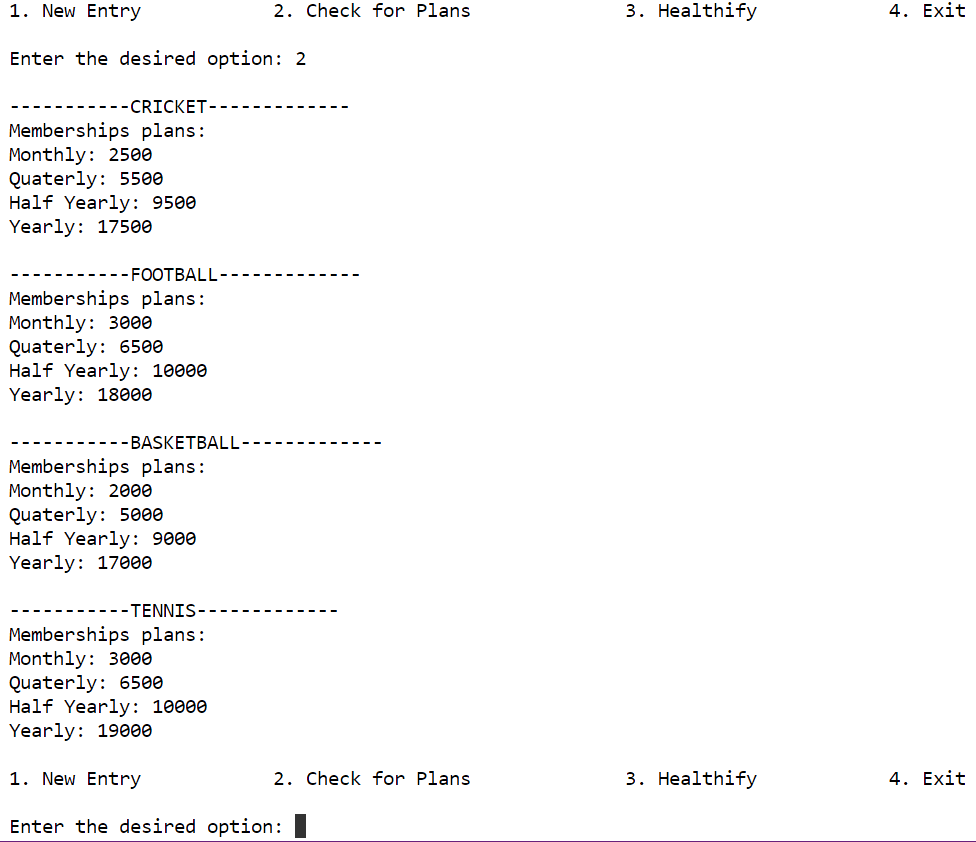 1. New Entry            2. Check for Plans              3. Healthify            4. Exit
Enter the desired option: 2
-----------CRICKET-------------
Memberships plans:
Monthly: 2500
Quaterly: 5500
Half Yearly: 9500
Yearly: 17500
-----------FOOTBALL-------------
Memberships plans:
Monthly: 3000
Quaterly: 6500
Half Yearly: 10000
Yearly: 18000
-----------BASKETBALL-------------
Memberships plans:
Monthly: 2000
Quaterly: 5000
Half Yearly: 9000
Yearly: 17000
-----------TENNIS-------------
Memberships plans:
Monthly: 3000
Quaterly: 6500
Half Yearly: 10000
Yearly: 19000
1. New Entry            2. Check for Plans              3. Healthify            4. Exit
Enter the desired option: